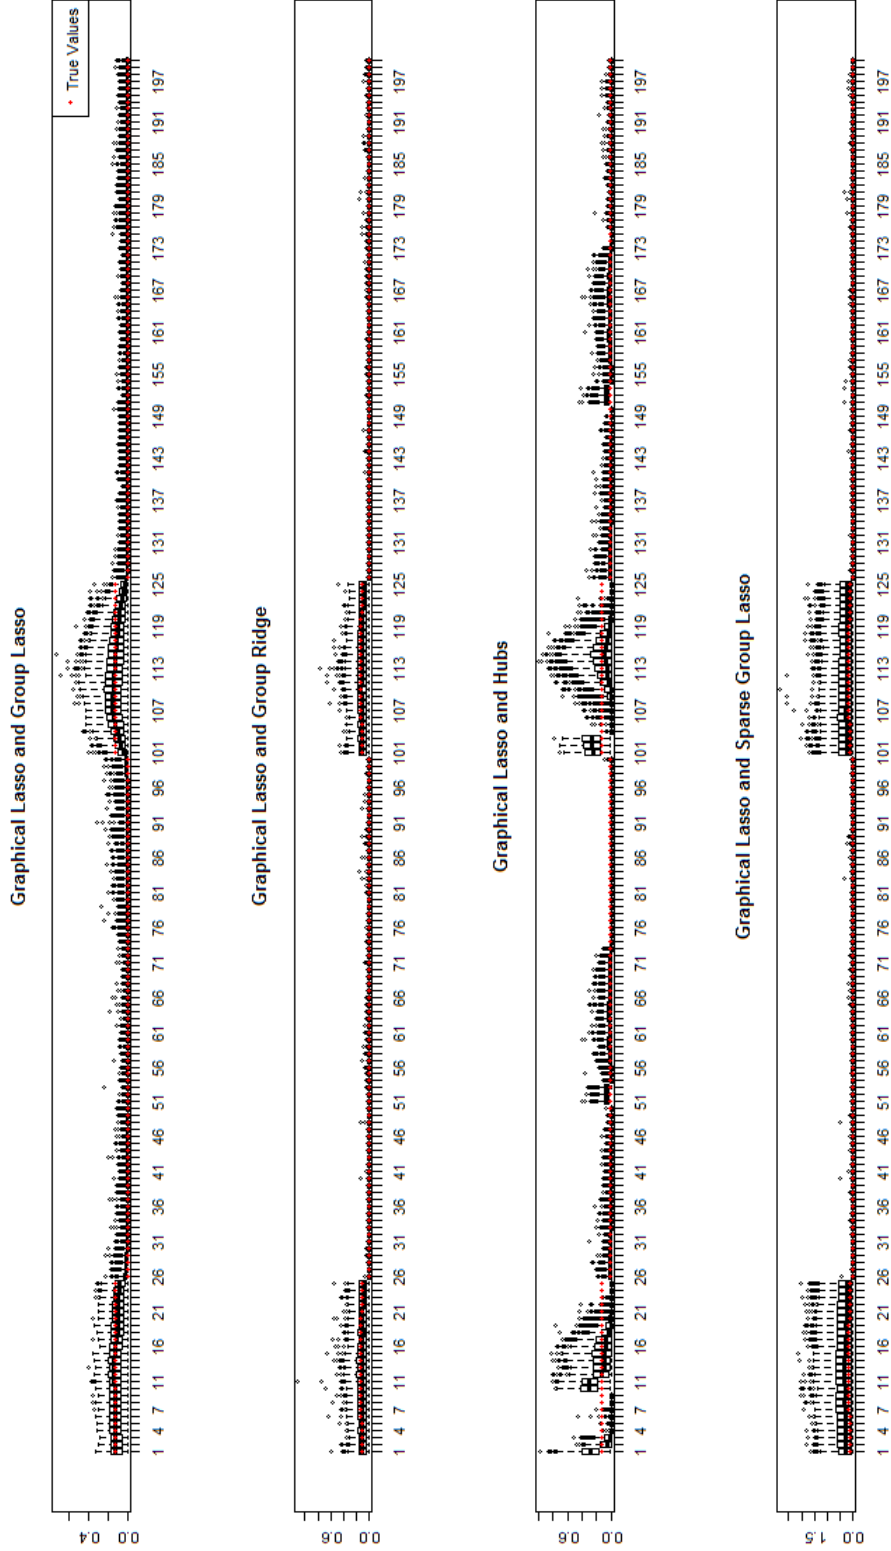 Graphical Lasso and Group Lasso
True Values
0.4
0.0
1 4 7 11 16 21 26 31 36 41 46 51 56 61 66 71 76 81 86 91 96 101 107 113 119 125 131 137 143 149 155 161 167 173 179 185 191 197
Graphical Lasso and Group Ridge
0.6
0.0
1 4 7 11 16 21 26 31 36 41 46 51 56 61 66 71 76 81 86 91 96 101 107 113 119 125 131 137 143 149 155 161 167 173 179 185 191 197
Graphical Lasso and Hubs
0.6
0.0
1 4 7 11 16 21 26 31 36 41 46 51 56 61 66 71 76 81 86 91 96 101 107 113 119 125 131 137 143 149 155 161 167 173 179 185 191 197
Graphical Lasso and Sparse Group Lasso
1.5
0.0
1 4 7 11 16 21 26 31 36 41 46 51 56 61 66 71 76 81 86 91 96 101 107 113 119 125 131 137 143 149 155 161 167 173 179 185 191 197